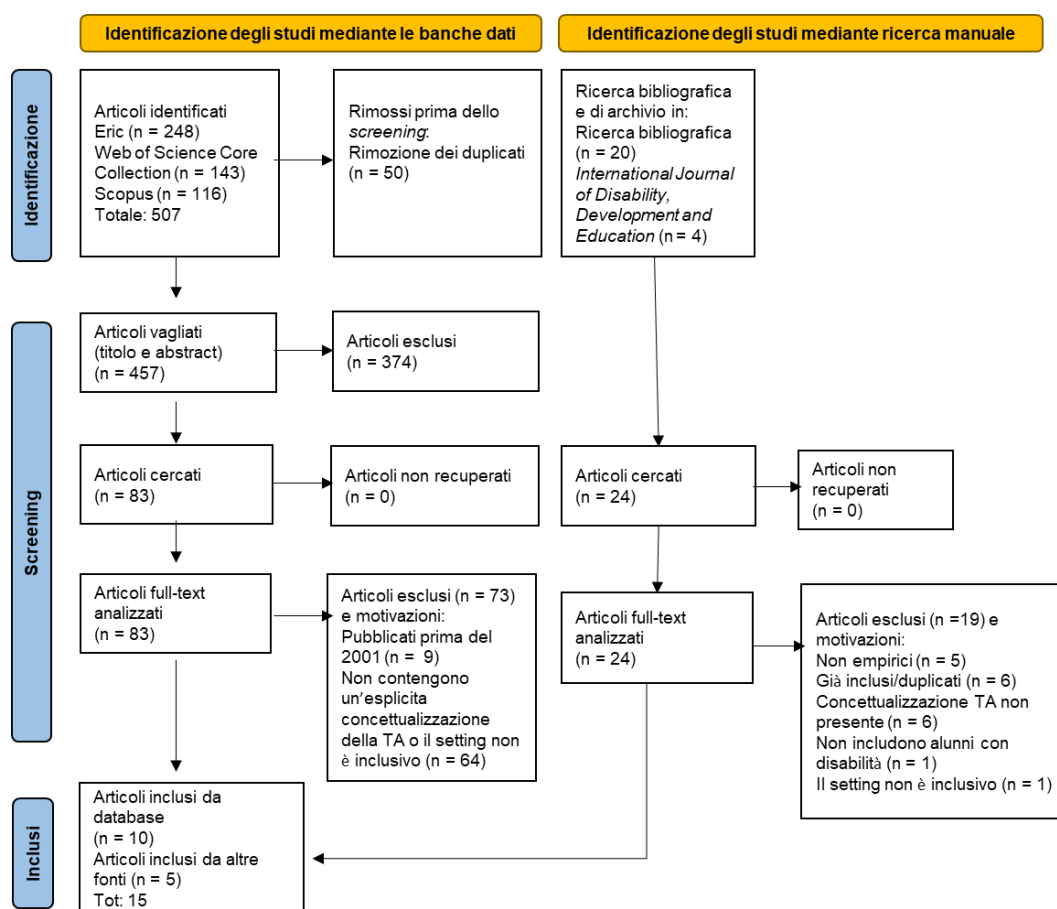 Identificazione degli studi mediante le banche dati
Identificazione degli studi mediante ricerca manuale
Identificazione
Articoli identificati
Eric (n = 248)
Web of Science Core
Collection (n = 143)
Scopus (n = 116)
Totale: 507
Rimossi prima dello
screening:
Rimozione dei duplicati
(n = 50)
Ricerca bibliografica
e di archivio in:
Ricerca bibliografica
(n = 20)
International Journal
of Disability,
Development and
Education (n = 4)
Screening
Articoli vagliati
(titolo e abstract)
(n = 457)
Articoli esclusi
(n = 374)
Articoli cercati
(n = 83)
Articoli non recuperati
(n = 0)
Articoli cercati
(n = 24)
Articoli non
recuperati
(n = 0)
Articoli full-text
analizzati
(n = 83)
Articoli esclusi (n = 73)
e motivazioni:
Pubblicati prima del
2001 (n = 9)
Non contengono
un'esplicita
concettualizzazione
della TA o il setting non
è inclusivo (n = 64)
Articoli full-text
analizzati
(n = 24)
Articoli esclusi (n =19) e
motivazioni:
Non empirici (n = 5)
Già inclusi/duplicati (n = 6)
Concettualizzazione TA non
presente (n = 6)
Non includono alunni con
disabilità (n = 1)
Il setting non è inclusivo (n = 1)
Inclusi
Articoli inclusi da
database
(n = 10)
Articoli inclusi da altre
fonti (n = 5)
Tot: 15